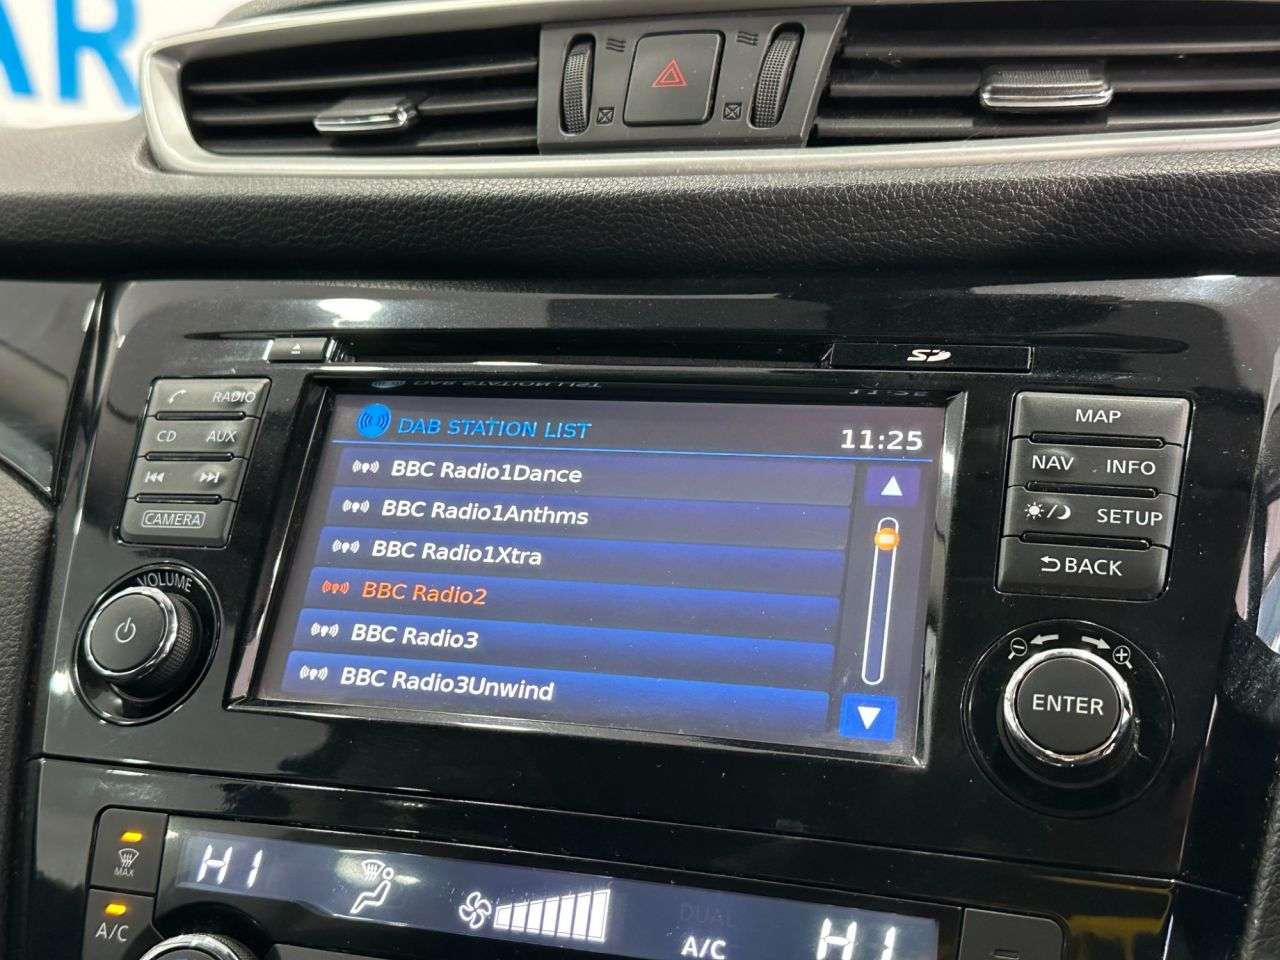 AR
SD
RADIO
CD AUX
CAMERA
VOLUME
DAB STATION LIST
11:25
BBC Radio1Dance
BBC Radio1Anthms
BBC Radio1Xtra
BBC Radio2
BBC Radio3
BBC Radio3Unwind
MAP
NAV INFO
SETUP
BACK
ENTER
MAX
A/C
HI
DUAL
A/C
HI